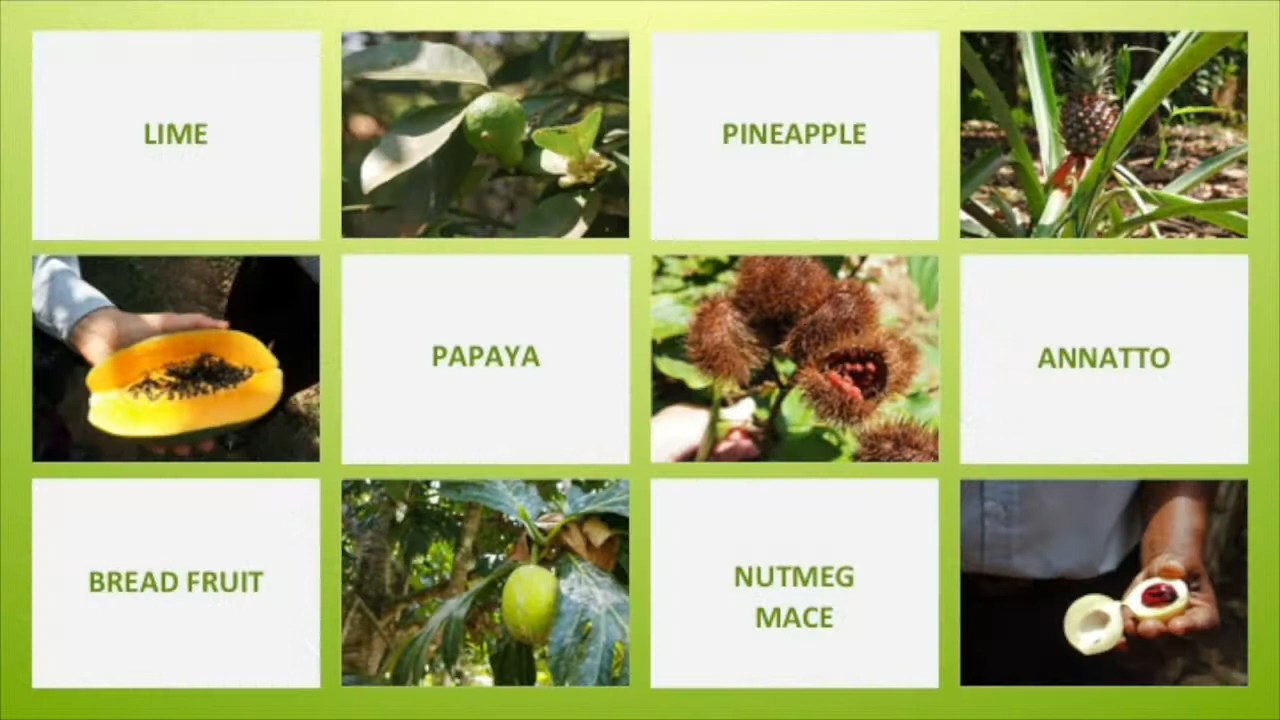 LIME
PINEAPPLE
PAPAYA
ANNATTO
BREAD FRUIT
NUTMEG
MACE